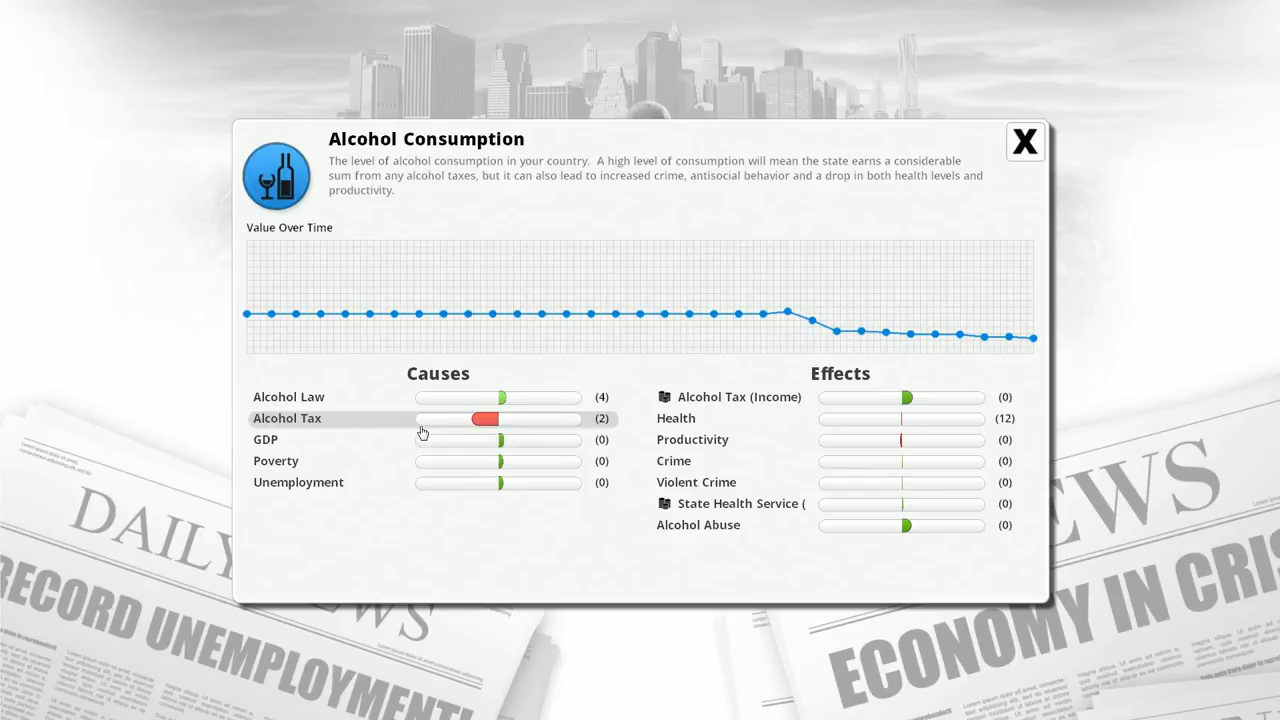 Alcohol Consumption
X
The level of alcohol consumption in your country. A high level of consumption will mean the state earns a considerable
sum from any alcohol taxes, but it can also lead to increased crime, antisocial behavior and a drop in both health levels and
productivity.
Value Over Time
Causes
Alcohol Law (4)
Alcohol Tax (2)
GDP (0)
Poverty (0)
Unemployment (0)
Effects
Alcohol Tax (Income) (0)
Health (12)
Productivity (0)
Crime (0)
Violent Crime (0)
State Health Service ( (0)
Alcohol Abuse (0)
DAILY
NEWS
RECORD UNEMPLOYMENT!
EWS
ECONOMY IN CRIS